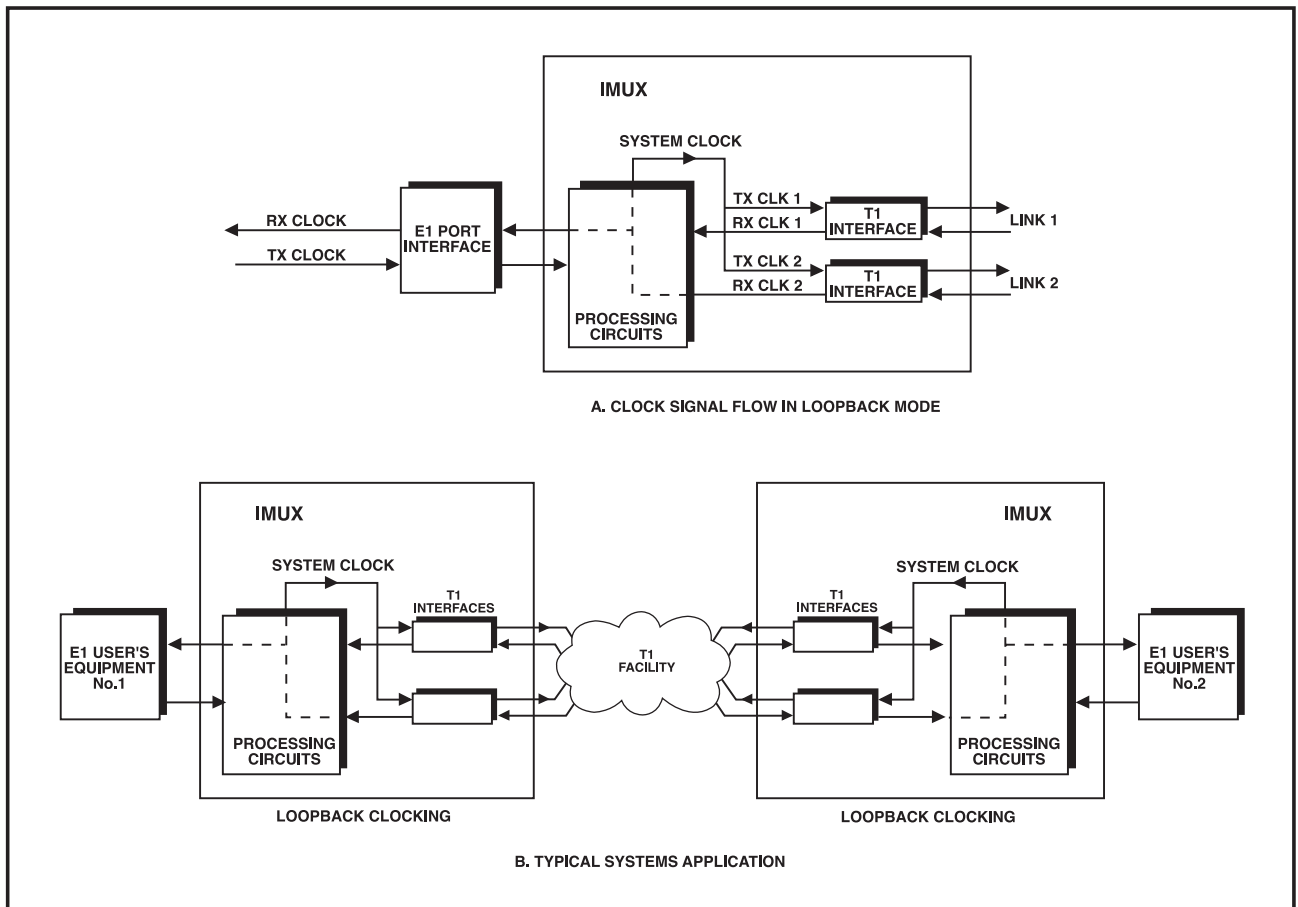 IMUX
SYSTEM CLOCK
TX CLK 1
RX CLOCK
E1 PORT
INTERFACE
RX CLK 1
T1
INTERFACE
LINK 1
TX CLOCK
TX CLK 2
RX CLK 2
T1
INTERFACE
LINK 2
PROCESSING
CIRCUITS
A. CLOCK SIGNAL FLOW IN LOOPBACK MODE
IMUX
SYSTEM CLOCK
T1
INTERFACES
E1 USER'S
EQUIPMENT
No.1
PROCESSING
CIRCUITS
LOOPBACK CLOCKING
T1
FACILITY
IMUX
SYSTEM CLOCK
T1
INTERFACES
E1 USER'S
EQUIPMENT
No.2
PROCESSING
CIRCUITS
LOOPBACK CLOCKING
B. TYPICAL SYSTEMS APPLICATION